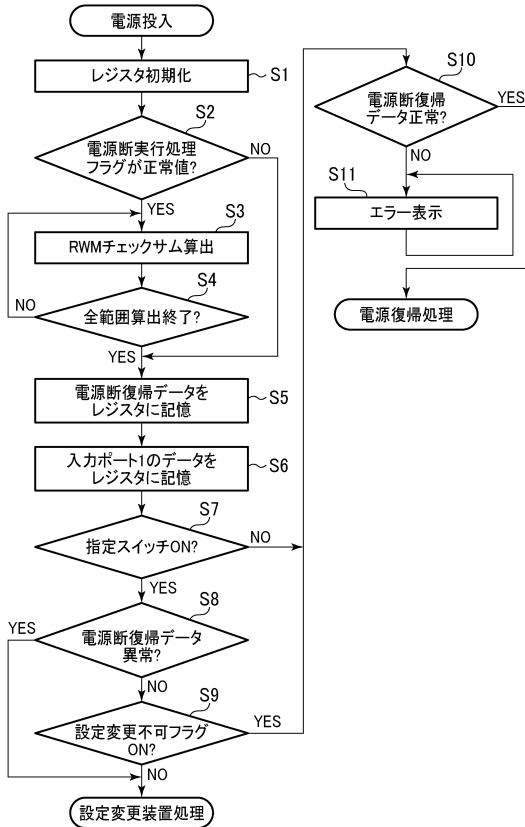 電源投入
レジスタ初期化
S1
S2
電源断実行処理
フラグが正常値?
NO
YES
S3
RWMチェックサム算出
S4
NO
全範囲算出終了?
YES
電源断復帰データを
レジスタに記憶
S5
入力ポート1のデータを
レジスタに記憶
S6
S7
指定スイッチON?
NO
YES
S8
YES
電源断復帰データ
異常?
NO
S9
設定変更不可フラグ
ON?
YES
NO
設定変更装置処理
S10
電源断復帰
データ正常?
YES
NO
S11
エラー表示
電源復帰処理